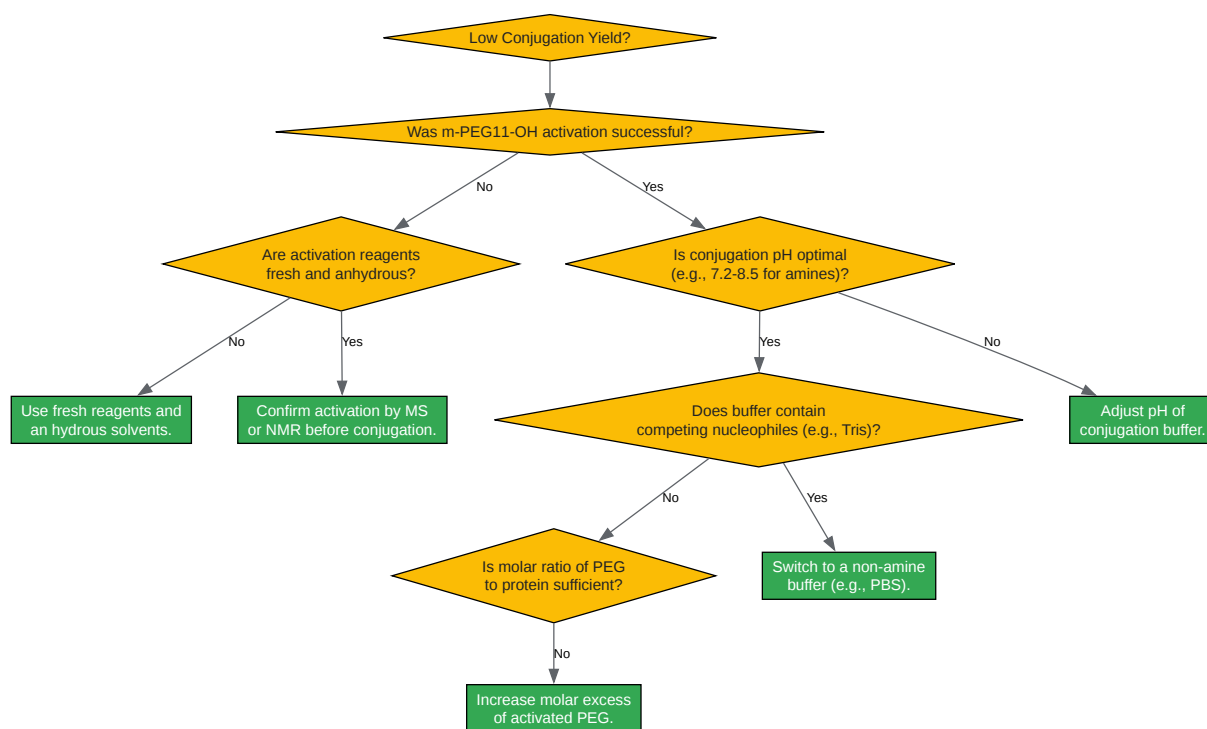 Low Conjugation Yield?
Was m-PEG11-OH activation successful?
No
Yes
Are activation reagents
fresh and anhydrous?
Is conjugation pH optimal
(e.g., 7.2-8.5 for amines)?
No
Yes
Yes
No
Use fresh reagents and
an hydrous solvents.
Confirm activation by MS
or NMR before conjugation.
Does buffer contain
competing nucleophiles (e.g., Tris)?
Adjust pH of
conjugation buffer.
No
Yes
Is molar ratio of PEG
to protein sufficient?
Switch to a non-amine
buffer (e.g., PBS).
No
Increase molar excess
of activated PEG.